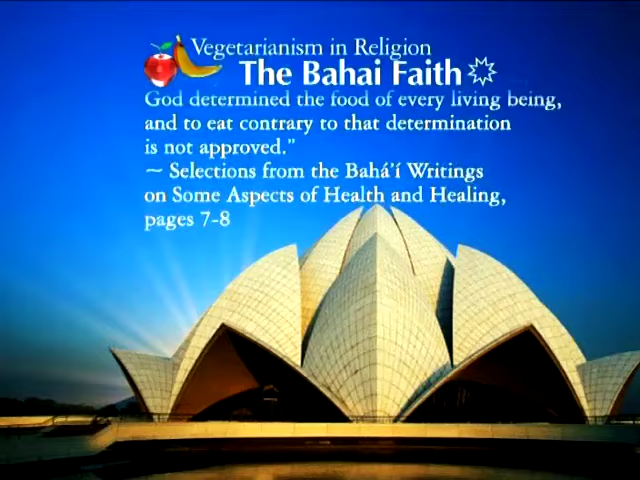 Vegetarianism in Religion
The Bahai Faith
God determined the food of every living being,
and to eat contrary to that determination
is not approved.”
~ Selections from the Bahá’í Writings
on Some Aspects of Health and Healing,
pages 7-8